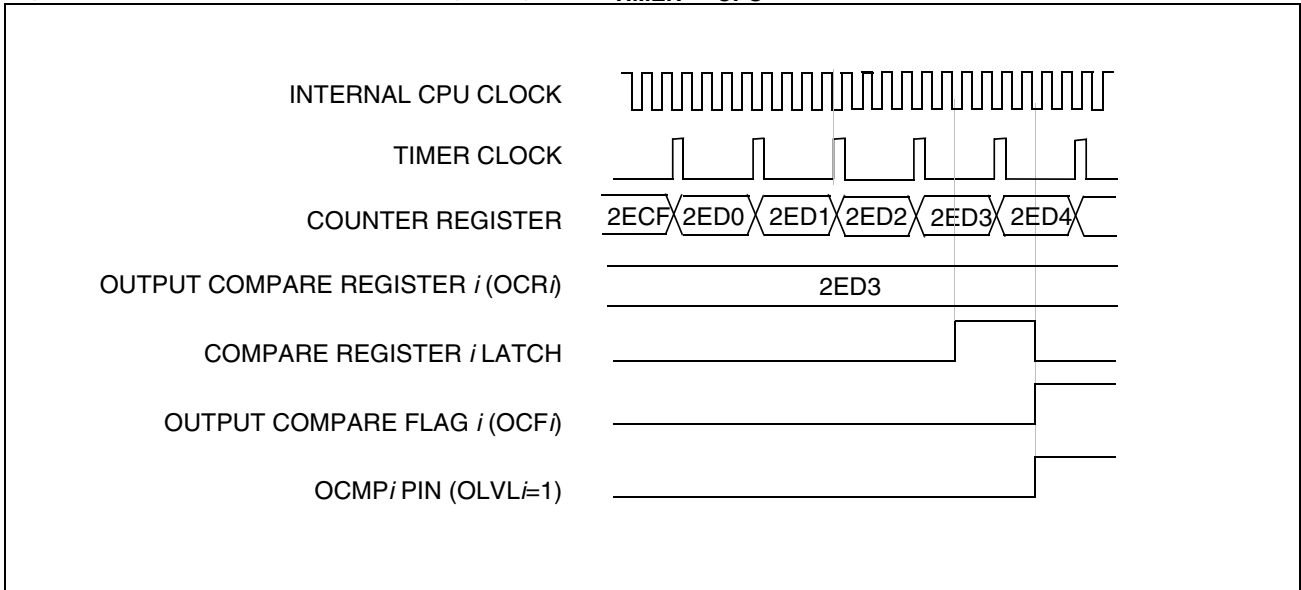 INTERNAL CPU CLOCK
TIMER CLOCK
COUNTER REGISTER
2ECF 2ED0 2ED1 2ED2 2ED3 2ED4
OUTPUT COMPARE REGISTER i (OCRi)
2ED3
COMPARE REGISTER i LATCH
OUTPUT COMPARE FLAG i (OCFi)
OCMPi PIN (OLVLi=1)